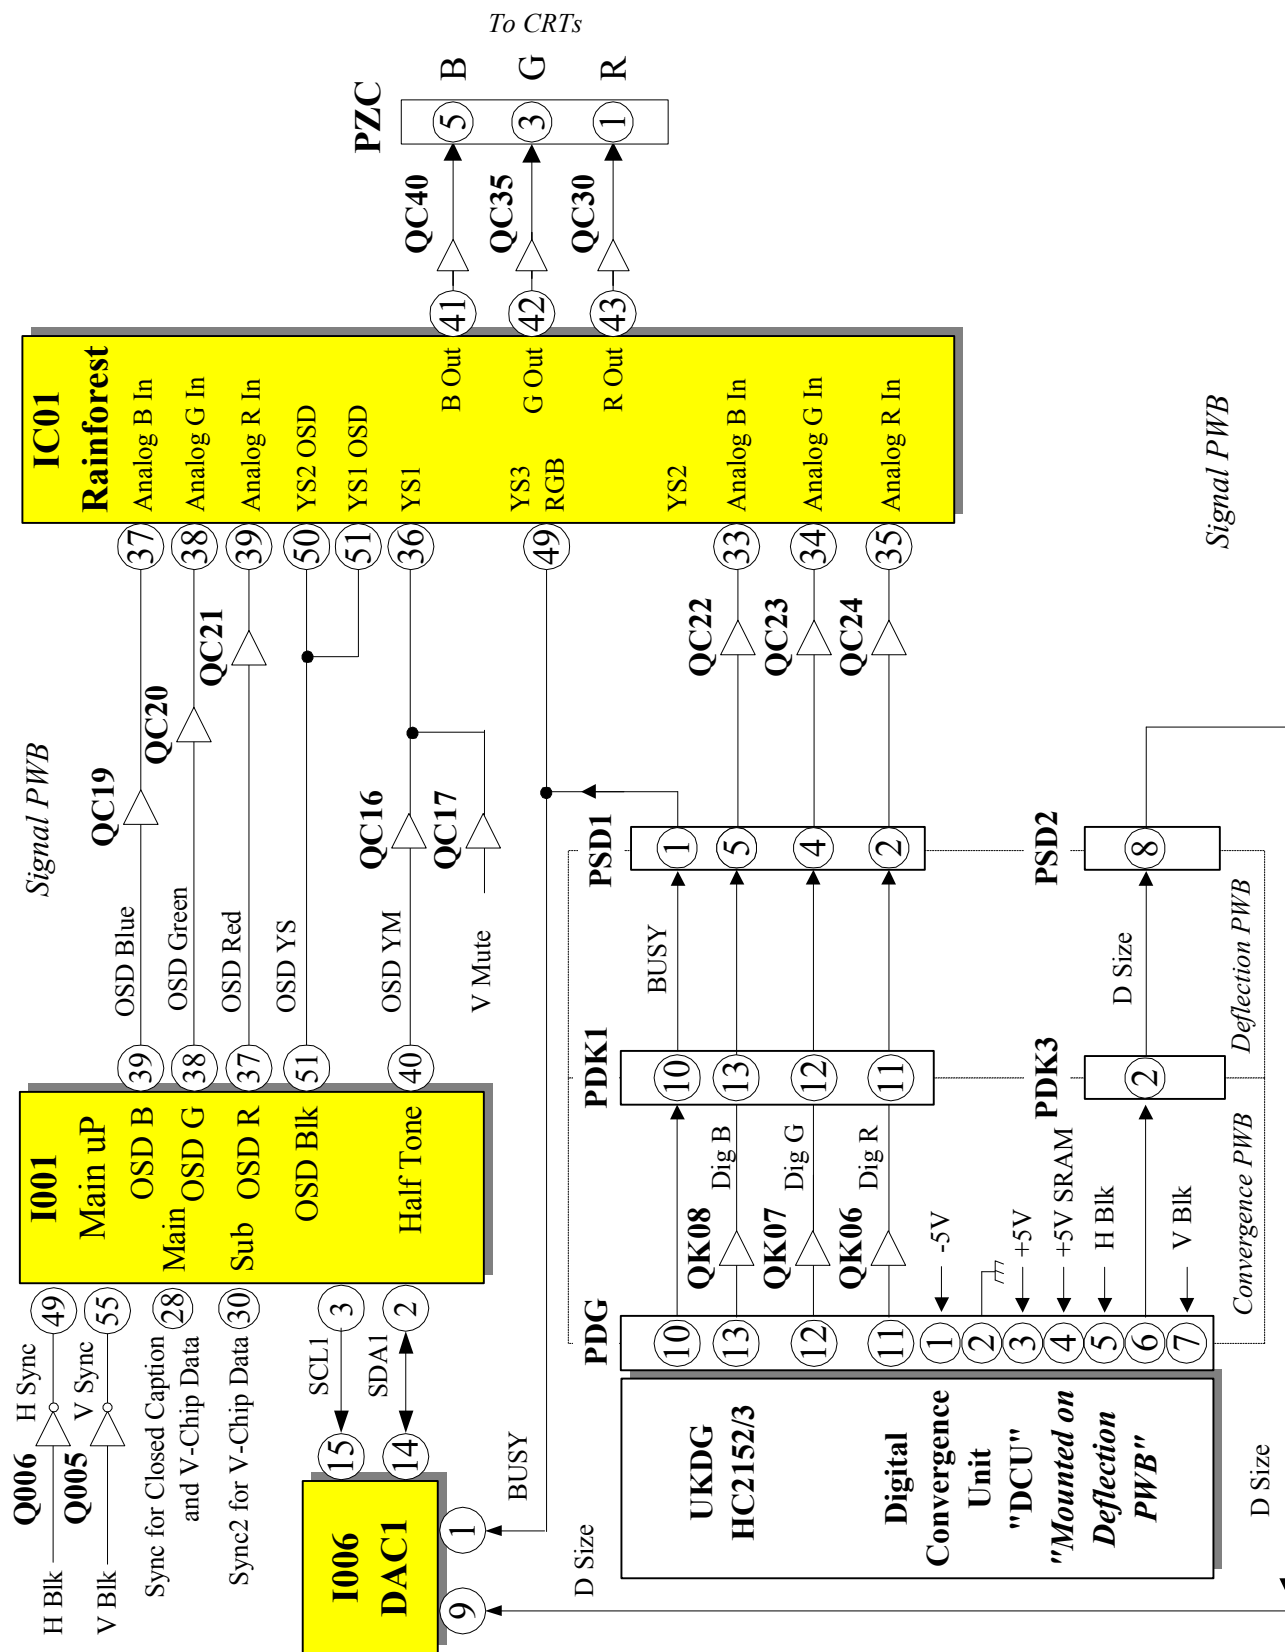 To CRTs
PZC
5 B
3 G
1 R
QC40
QC35
QC30
41
42
43
IC01
Rainforest
Analog B In
Analog G In
Analog R In
YS2 OSD
YS1 OSD
YS1
YS3
RGB
YS2
Analog B In
Analog G In
Analog R In
B Out
G Out
R Out
37
38
39
50
51
36
49
33
34
35
Signal PWB
Signal PWB
QC19
QC20
QC21
QC16
QC17
QC22
QC23
QC24
OSD Blue
OSD Green
OSD Red
OSD YS
OSD YM
V Mute
PSD1
1
5
4
2
PSD2
8
BUSY
D Size
Deflection PWB
39
38
37
51
40
I001
Main uP
OSD B
Main OSD G
Sub OSD R
OSD Blk
Half Tone
PDK1
10
13
12
11
PDK3
2
Dig B
Dig G
Dig R
QK08
QK07
QK06
-5V
+5V
+5V SRAM
H Blk
V Blk
Convergence PWB
49
55
28
30
3
2
H Sync
V Sync
Q006
Q005
H Blk
V Blk
Sync for Closed Caption
and V-Chip Data
Sync2 for V-Chip Data
SCL1
SDA1
15
14
I006
DAC1
1
9
BUSY
D Size
PDG
10
13
12
11
1
2
3
4
5
6
7
UKDG
HC2152/3
Digital
Convergence
Unit
"DCU"
"Mounted on
Deflection
PWB"
D Size